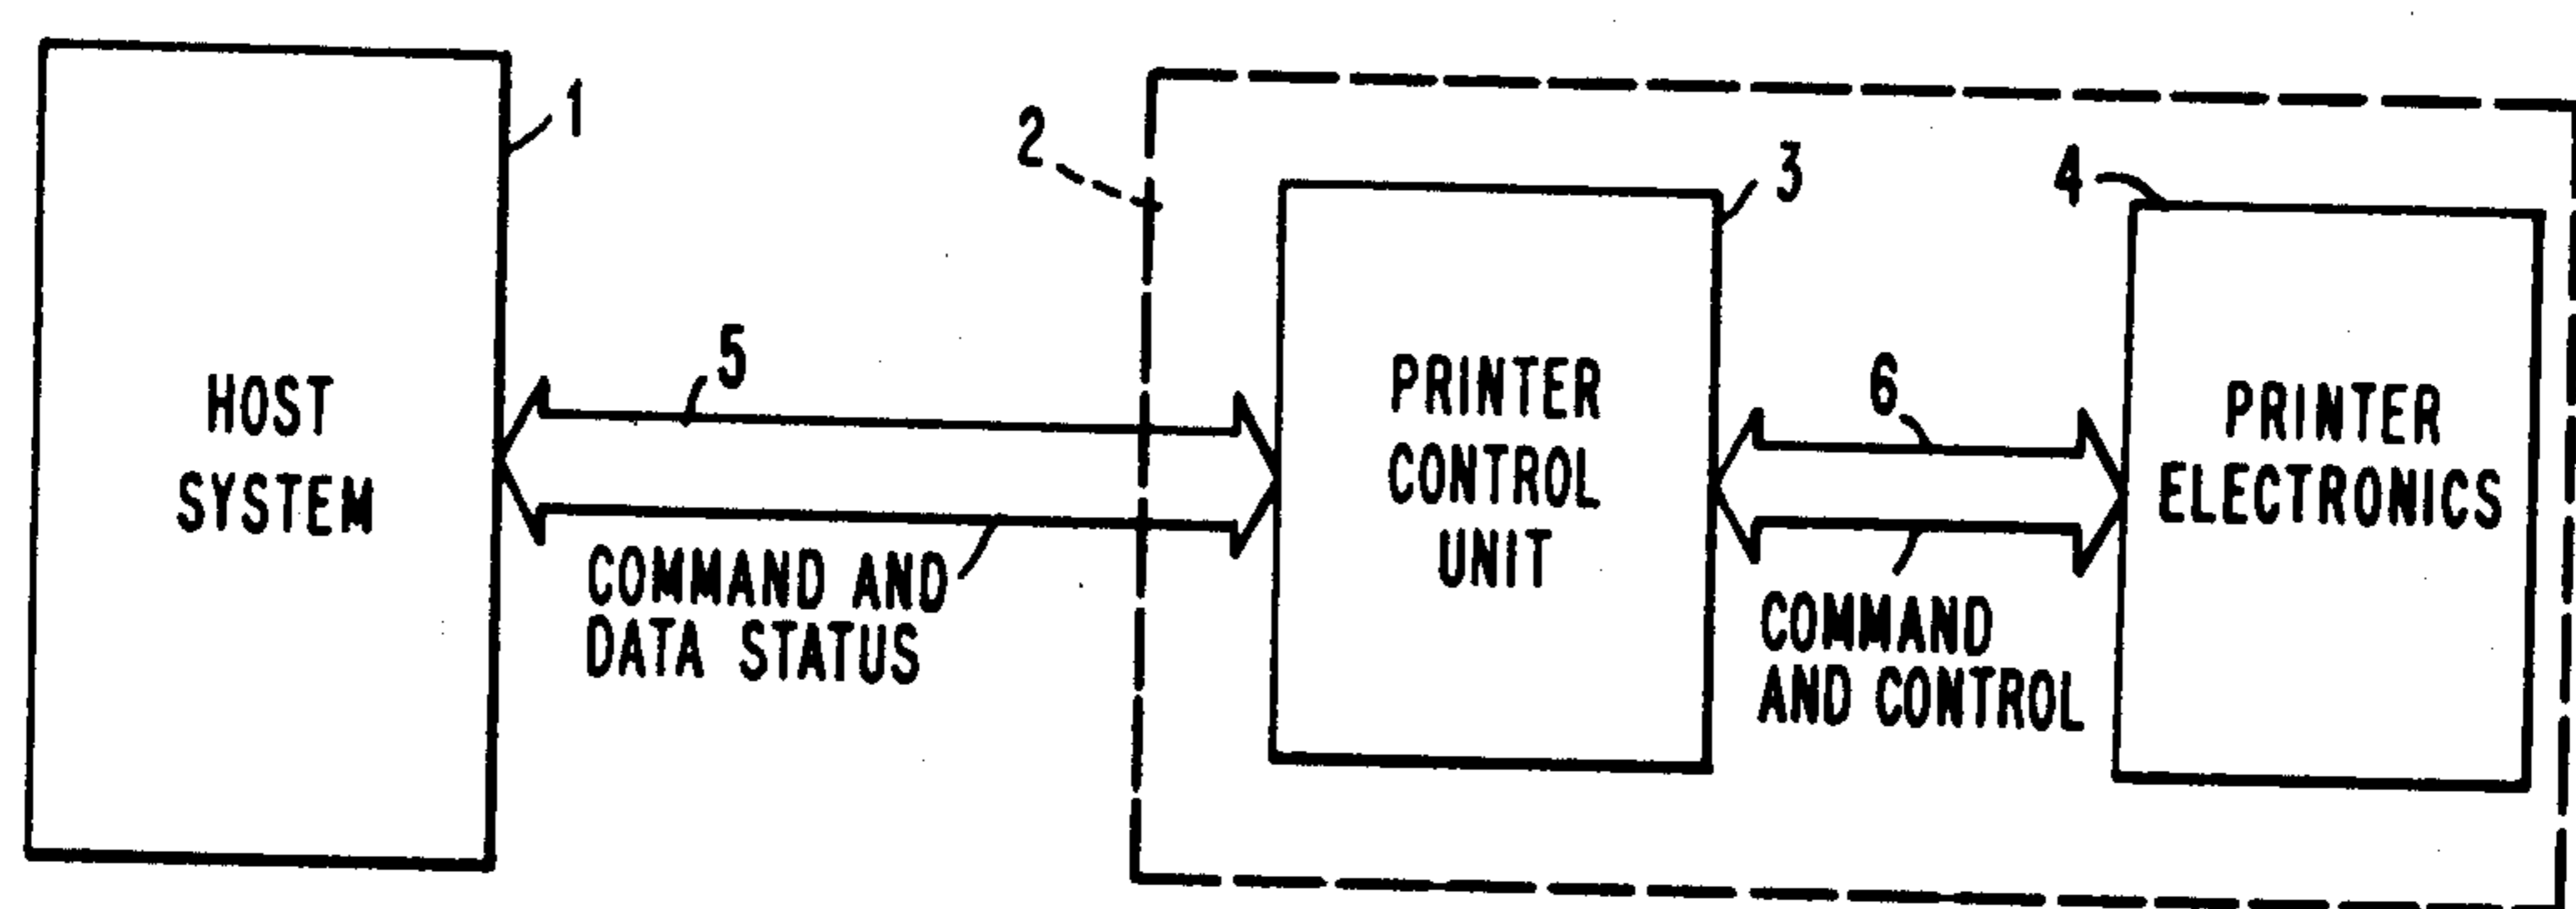 1
2
3
4
HOST
SYSTEM
5
COMMAND AND
DATA STATUS
PRINTER
CONTROL
UNIT
6
COMMAND
AND CONTROL
PRINTER
ELECTRONICS